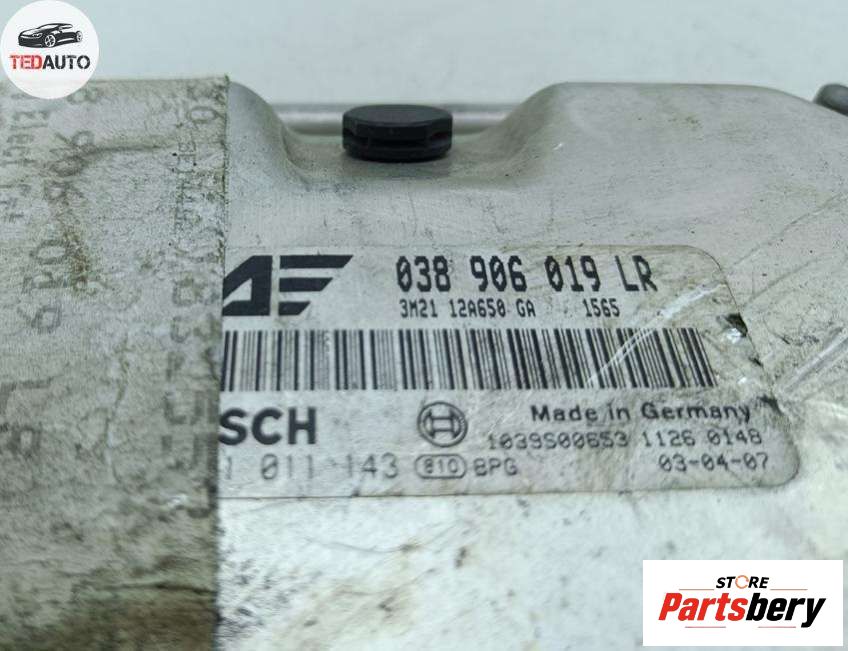 TEDAUTO
038 906 019 LR
3M21 12A650 GA 1565
SCH
Made in Germany
1039S00653 1126 0148
1 011 143 810 BPG
03-04-07
STORE
Partsbery